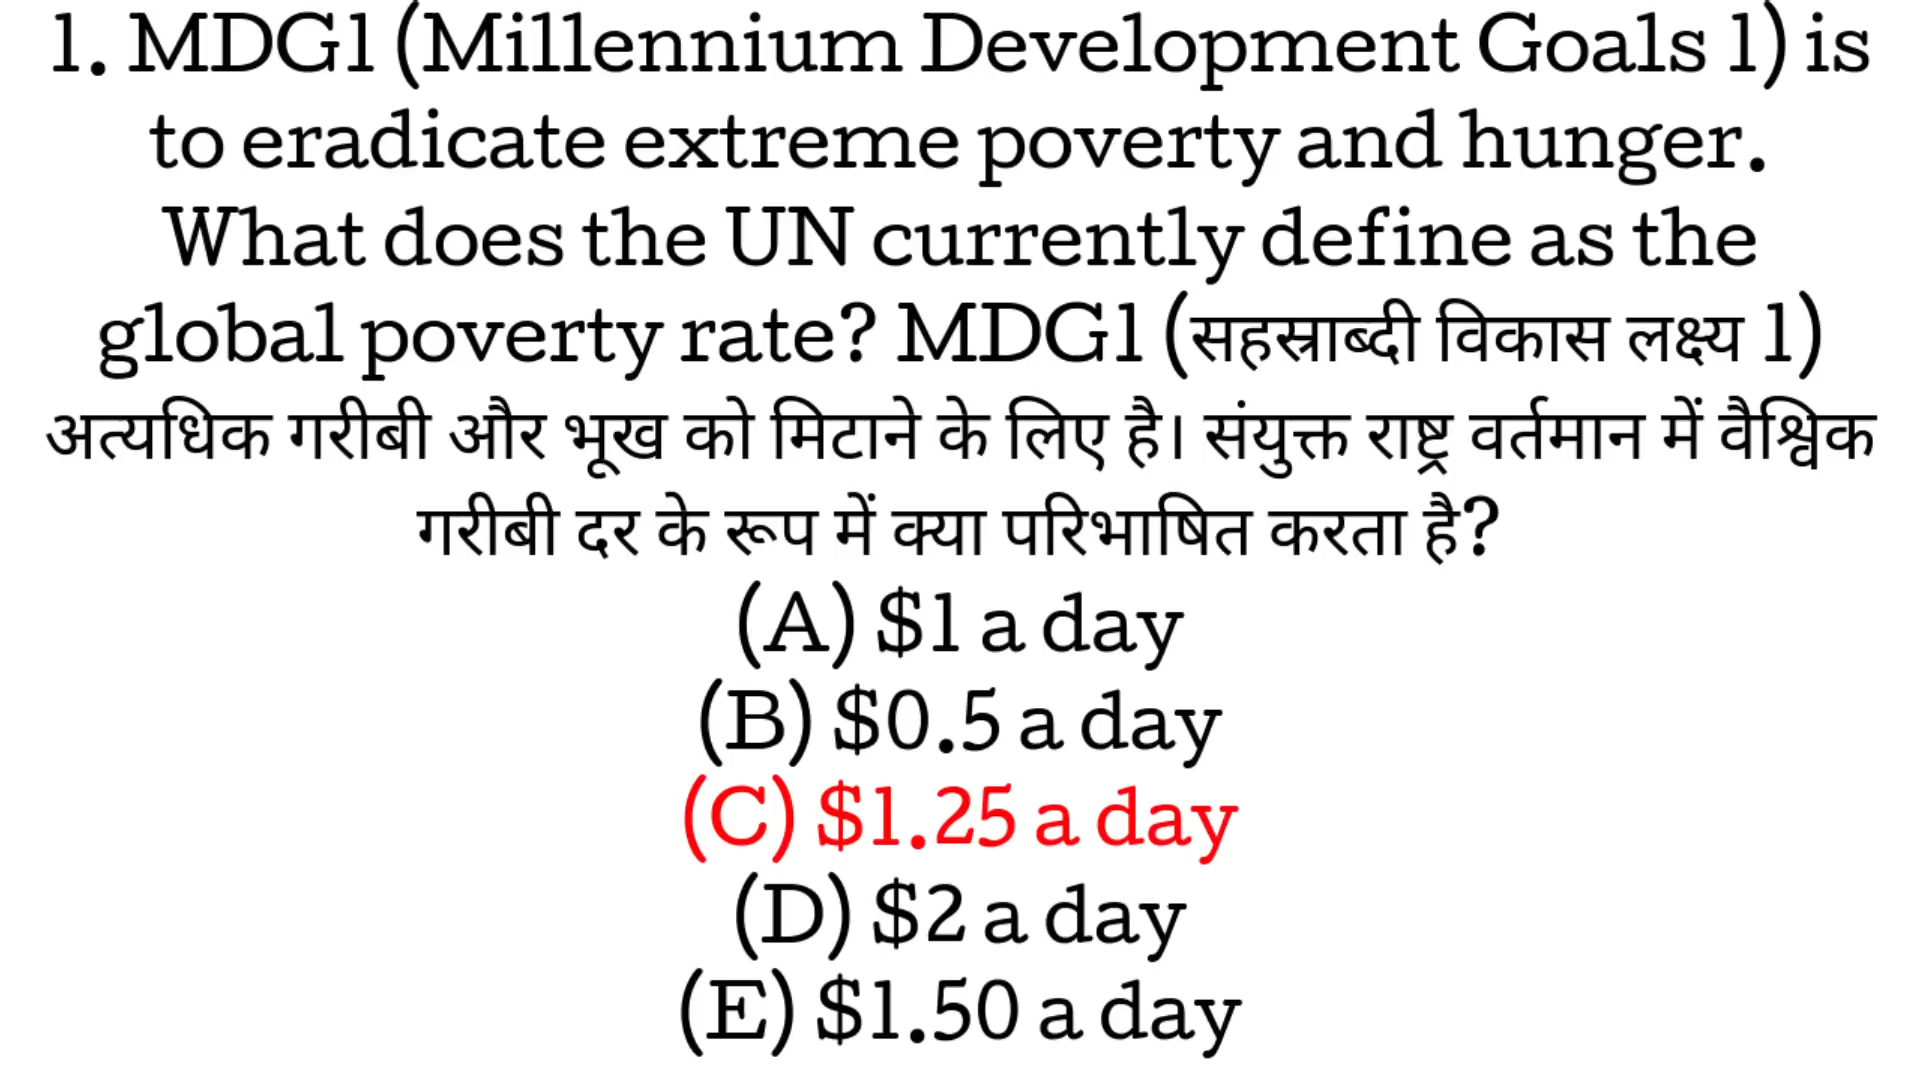 1. MDG1 (Millennium Development Goals 1) is
to eradicate extreme poverty and hunger.
What does the UN currently define as the
global poverty rate? MDG1 (सहस्राब्दी विकास लक्ष्य 1)
अत्यधिक गरीबी और भूख को मिटाने के लिए है। संयुक्त राष्ट्र वर्तमान में वैश्विक
गरीबी दर के रूप में क्या परिभाषित करता है?
(A) $1 a day
(B) $0.5 a day
(C) $1.25 a day
(D) $2 a day
(E) $1.50 a day